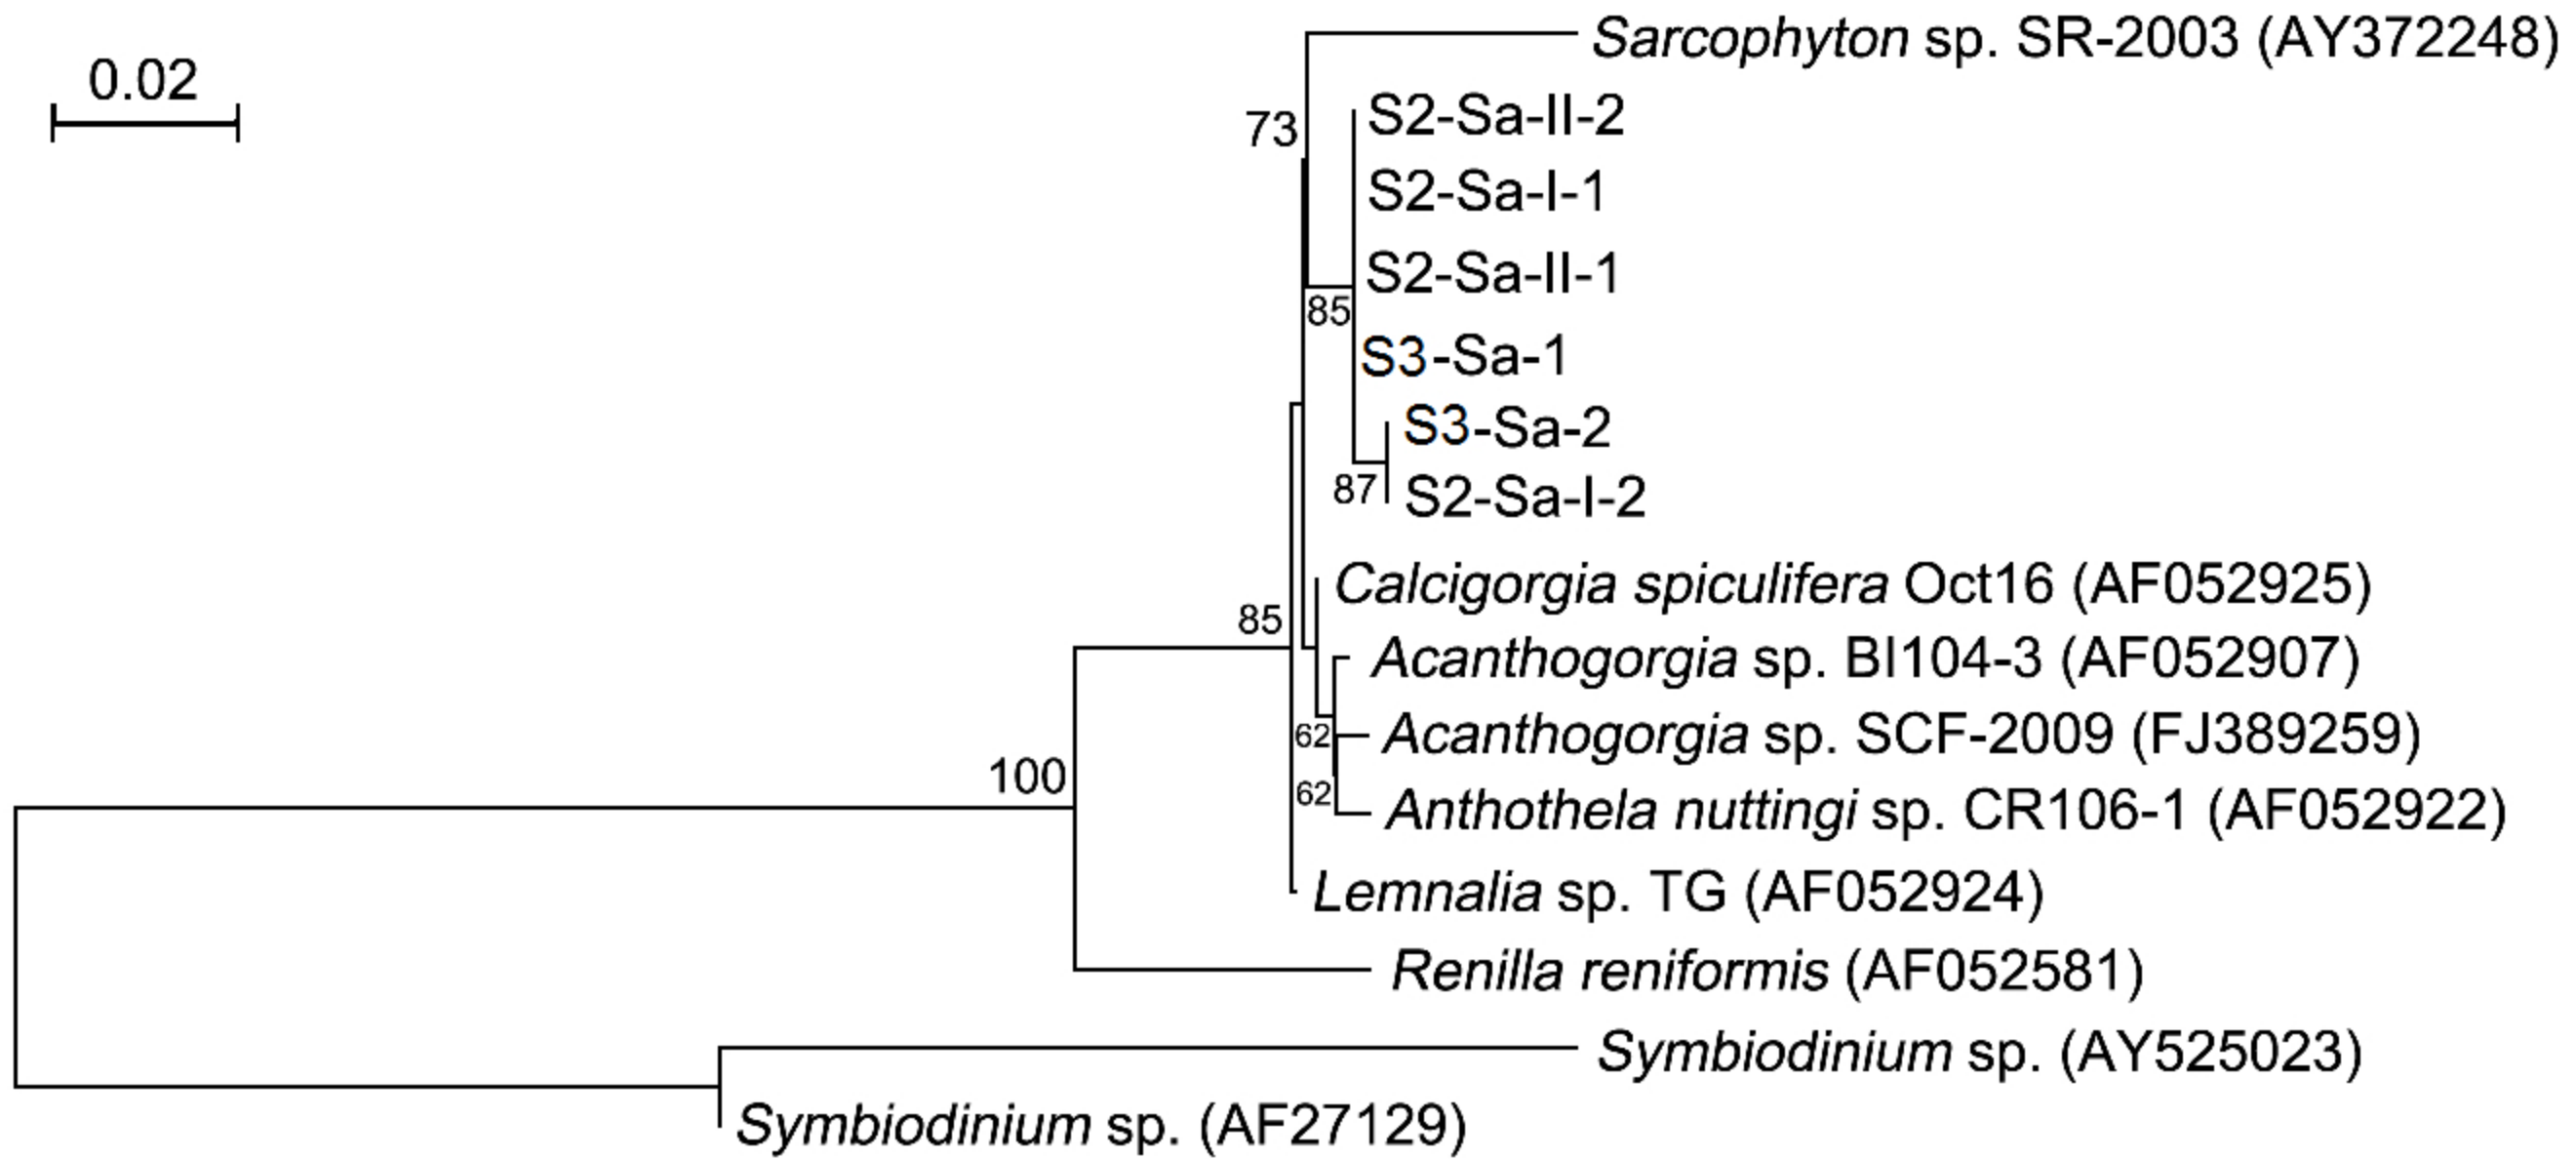 Sarcophyton sp. SR-2003 (AY372248)
0.02
S2-Sa-II-2
73
S2-Sa-I-1
S2-Sa-II-1
85
S3-Sa-1
S3-Sa-2
87
S2-Sa-I-2
Calcigorgia spiculifera Oct16 (AF052925)
85
Acanthogorgia sp. BI104-3 (AF052907)
62
Acanthogorgia sp. SCF-2009 (FJ389259)
100
62
Anthothela nuttingi sp. CR106-1 (AF052922)
Lemnalia sp. TG (AF052924)
Renilla reniformis (AF052581)
Symbiodinium sp. (AY525023)
Symbiodinium sp. (AF27129)